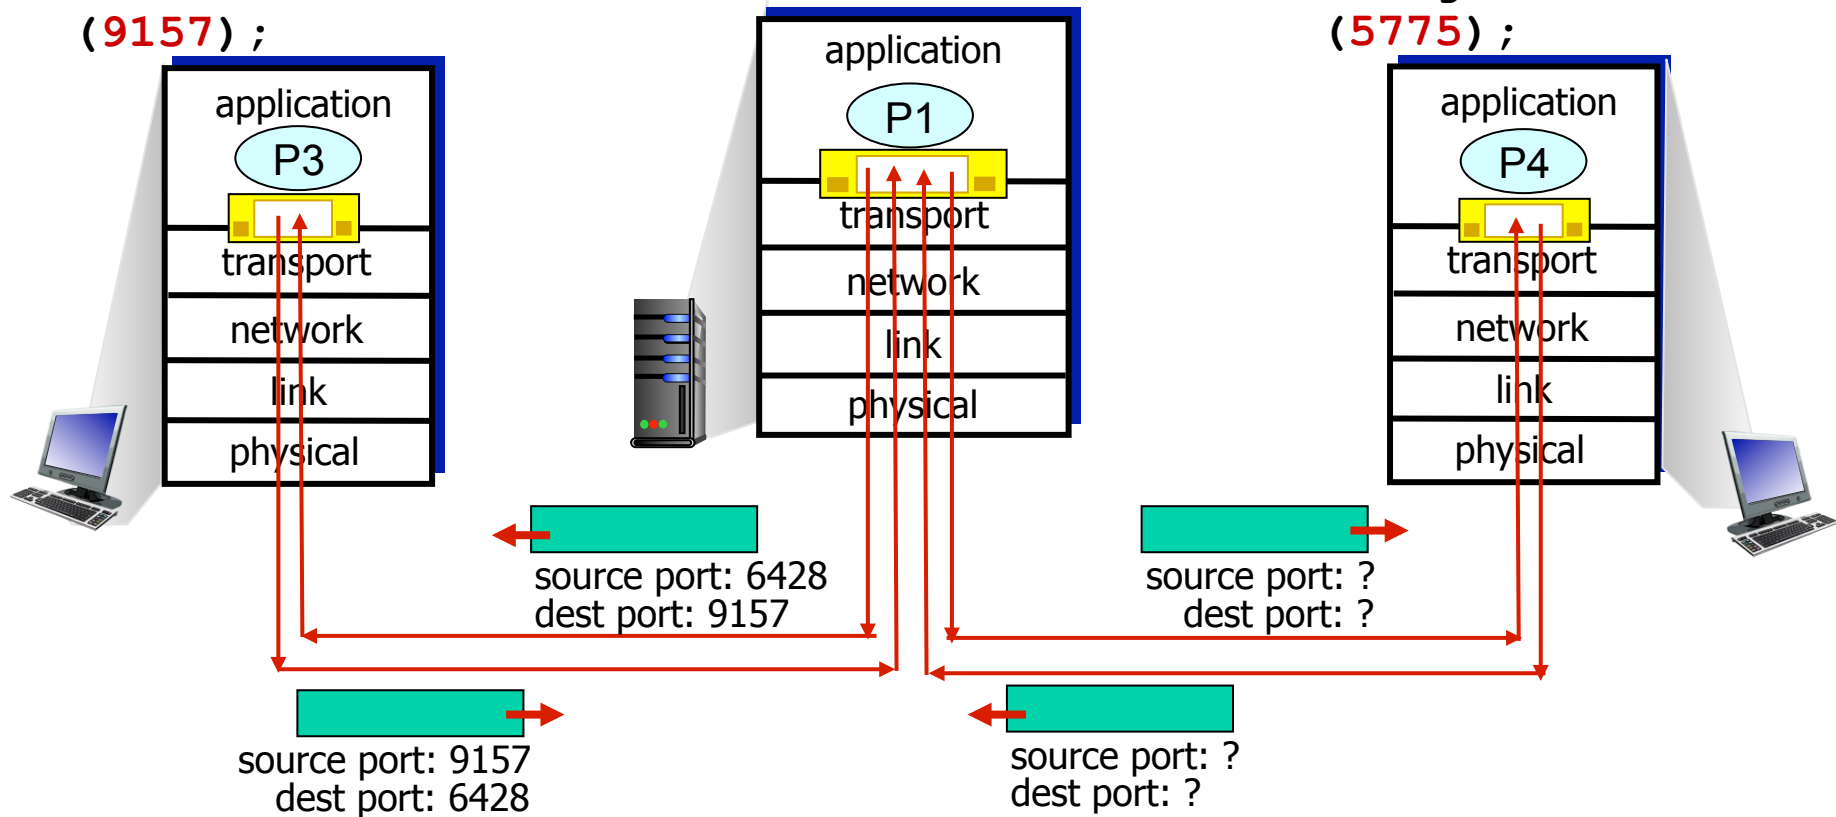 (9157);
(5775);
application
P3
transport
network
link
physical
application
P1
transport
network
link
physical
application
P4
transport
network
link
physical
source port: 6428
dest port: 9157
source port: ?
dest port: ?
source port: 9157
dest port: 6428
source port: ?
dest port: ?